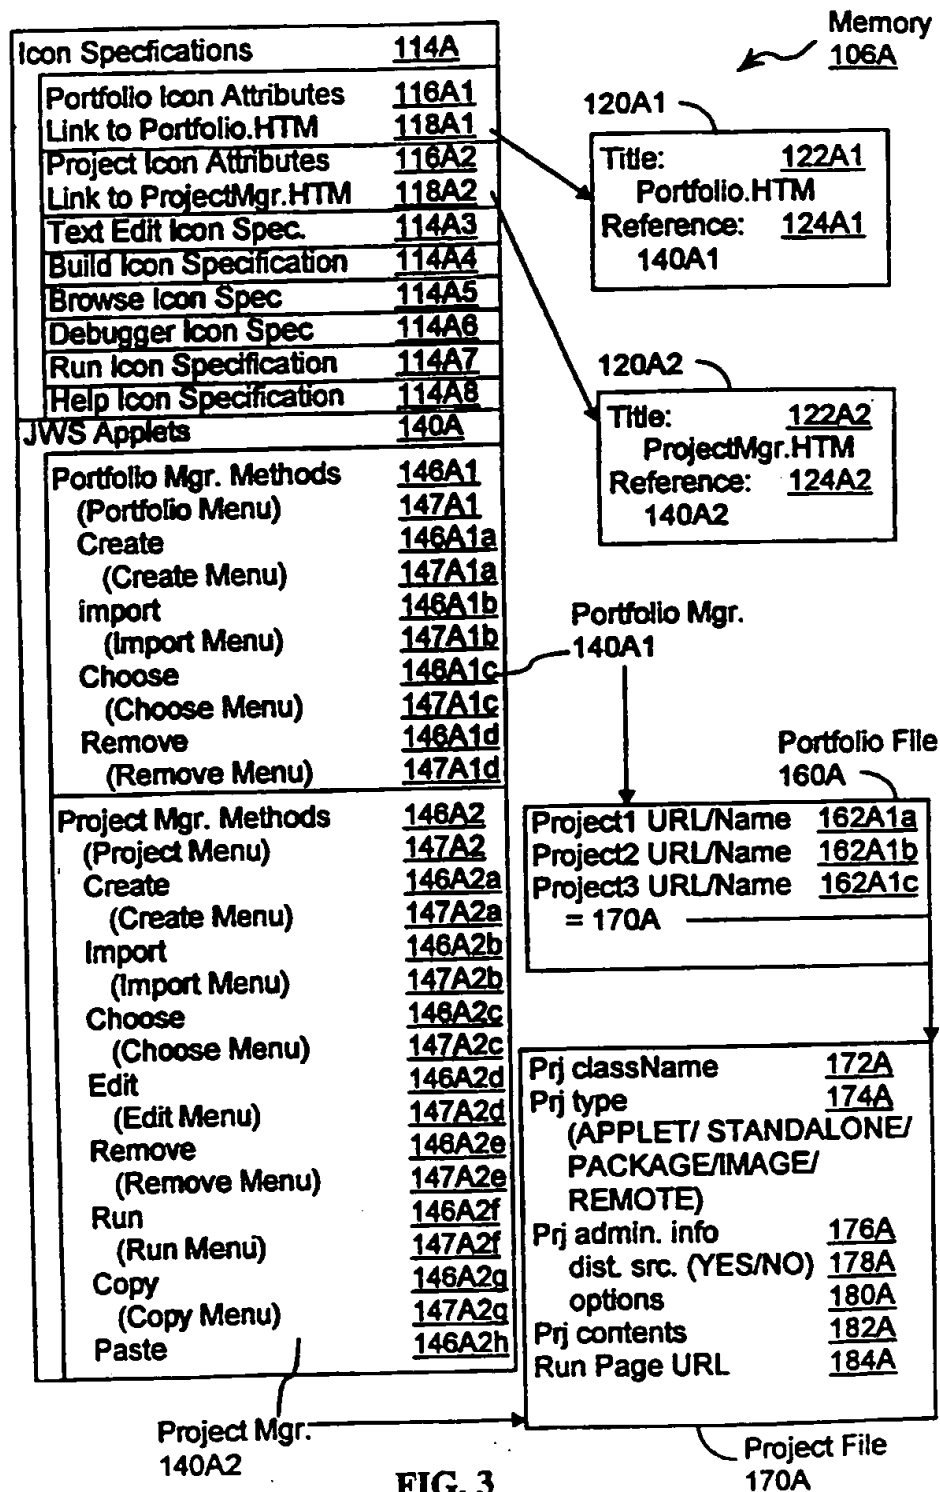 Memory
106A
Icon Specfications 114A
Portfolio Icon Attributes 116A1
Link to Portfolio.HTM 118A1
Project Icon Attributes 116A2
Link to ProjectMgr.HTM 118A2
Text Edit Icon Spec. 114A3
Build Icon Specification 114A4
Browse Icon Spec 114A5
Debugger Icon Spec 114A6
Run Icon Specification 114A7
Help Icon Specification 114A8
JWS Applets 140A
Portfolio Mgr. Methods 146A1
(Portfolio Menu) 147A1
Create 146A1a
(Create Menu) 147A1a
import 146A1b
(Import Menu) 147A1b
Choose 146A1c
(Choose Menu) 147A1c
Remove 146A1d
(Remove Menu) 147A1d
Project Mgr. Methods 146A2
(Project Menu) 147A2
Create 146A2a
(Create Menu) 147A2a
Import 146A2b
(Import Menu) 147A2b
Choose 146A2c
(Choose Menu) 147A2c
Edit 146A2d
(Edit Menu) 147A2d
Remove 146A2e
(Remove Menu) 147A2e
Run 146A2f
(Run Menu) 147A2f
Copy 146A2g
(Copy Menu) 147A2g
Paste 146A2h
Project Mgr.
140A2
120A1
Title: 122A1
Portfolio.HTM
Reference: 124A1
140A1
120A2
Title: 122A2
ProjectMgr.HTM
Reference: 124A2
140A2
Portfolio Mgr.
140A1
Portfolio File
160A
Project1 URL/Name 162A1a
Project2 URL/Name 162A1b
Project3 URL/Name 162A1c
= 170A
Prj className 172A
Prj type 174A
(APPLET/ STANDALONE/
PACKAGE/IMAGE/
REMOTE)
Prj admin. info 176A
dist. src. (YES/NO) 178A
options 180A
Prj contents 182A
Run Page URL 184A
Project File
170A
FIG. 3